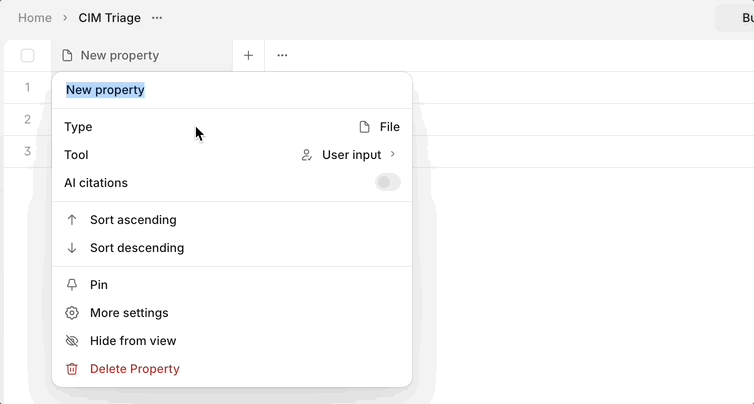 Home › CIM Triage ···
Bu
New property + ···
1
New property
Type File
2
3
Tool User input ›
AI citations
Sort ascending
Sort descending
Pin
More settings
Hide from view
Delete Property